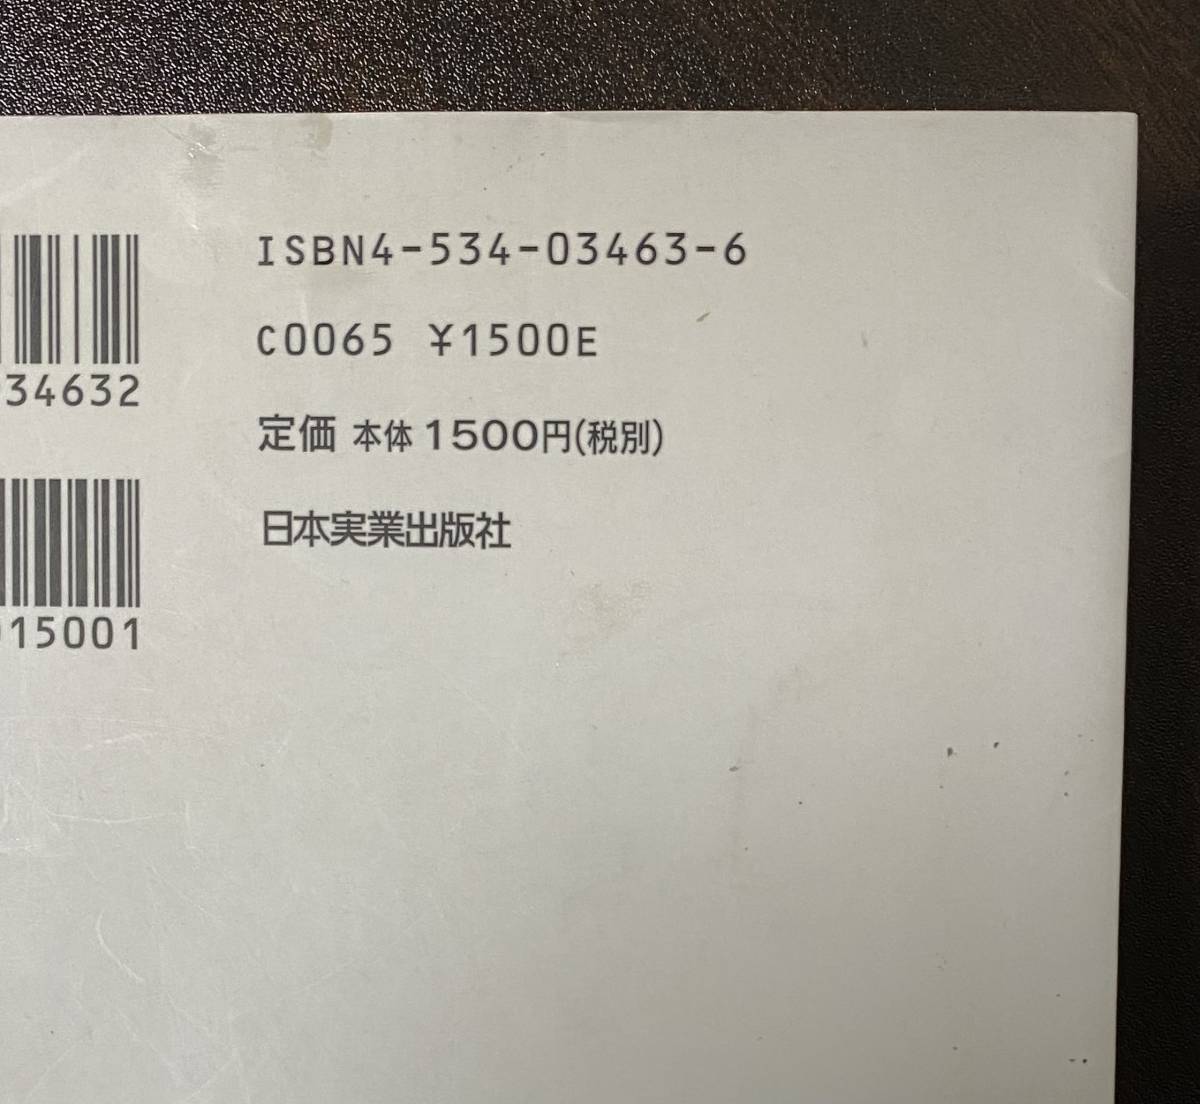 ISBN4-534-03463-6
C0065 ¥1500E
34632
定価 本体1500円(税別)
日本実業出版社
15001